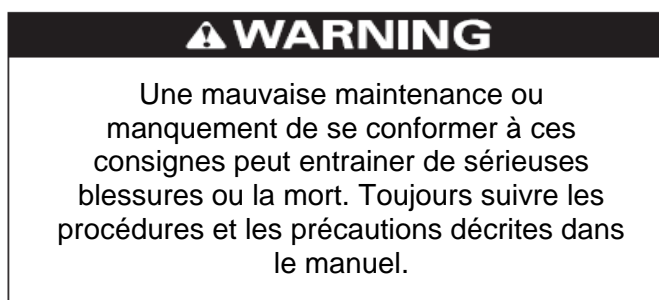 WARNING
Une mauvaise maintenance ou
manquement de se conformer à ces
consignes peut entrainer de sérieuses
blessures ou la mort. Toujours suivre les
procédures et les précautions décrites dans
le manuel.